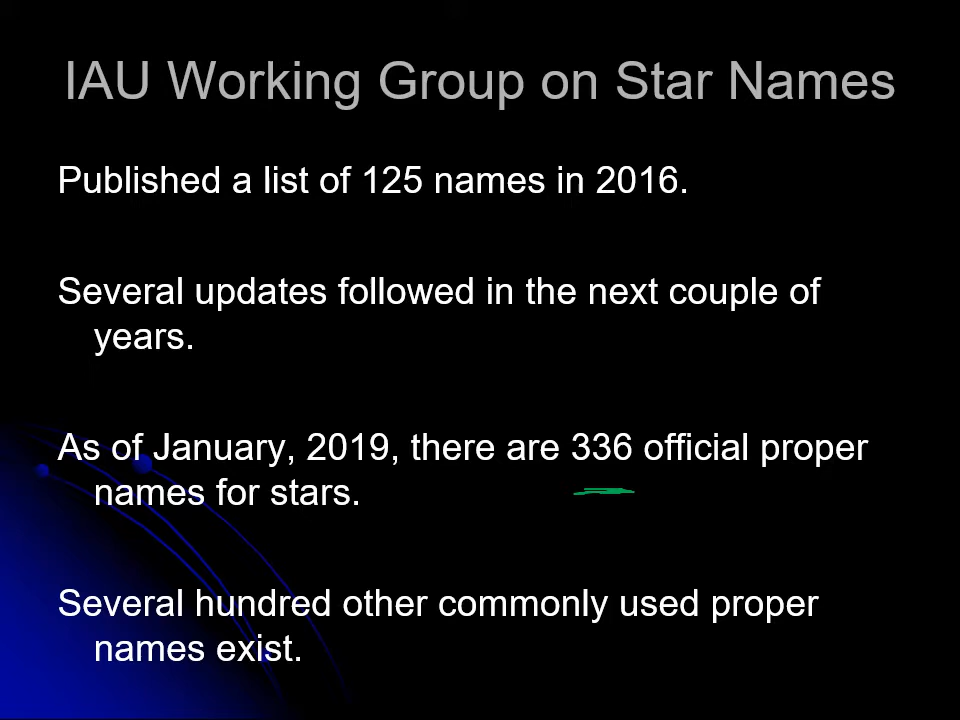 IAU Working Group on Star Names
Published a list of 125 names in 2016.
Several updates followed in the next couple of
years.
As of January, 2019, there are 336 official proper
names for stars.
Several hundred other commonly used proper
names exist.